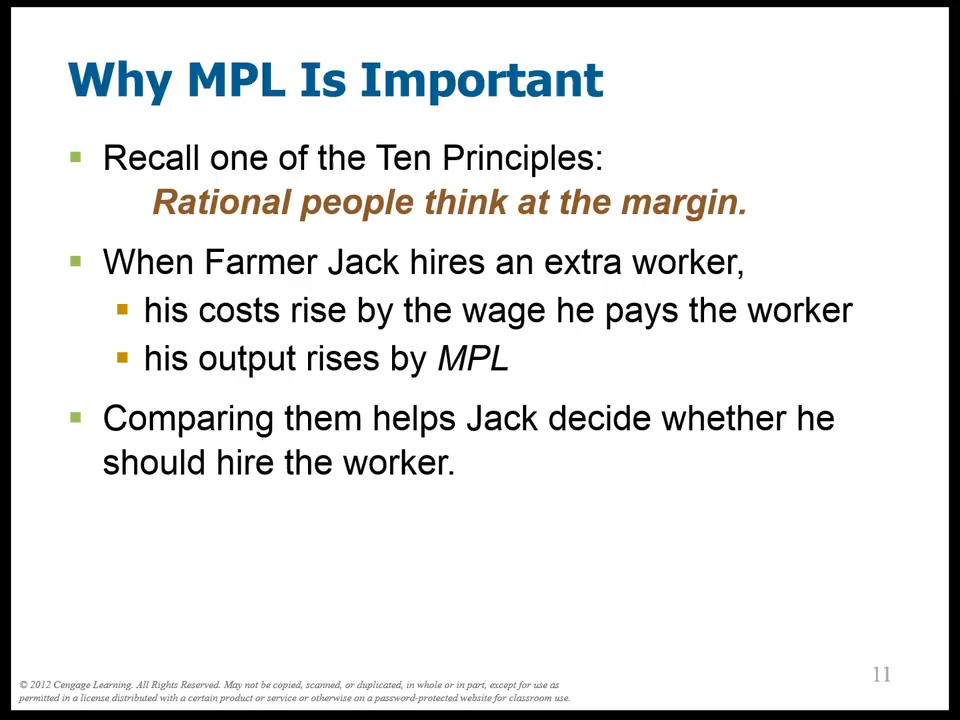 Why MPL Is Important
Recall one of the Ten Principles:
Rational people think at the margin.
When Farmer Jack hires an extra worker,
his costs rise by the wage he pays the worker
his output rises by MPL
Comparing them helps Jack decide whether he
should hire the worker.
11
© 2012 Cengage Learning. All Rights Reserved. May not be copied, scanned, or duplicated, in whole or in part, except for use as
permitted in a license distributed with a certain product or service or otherwise on a password-protected website for classroom use.